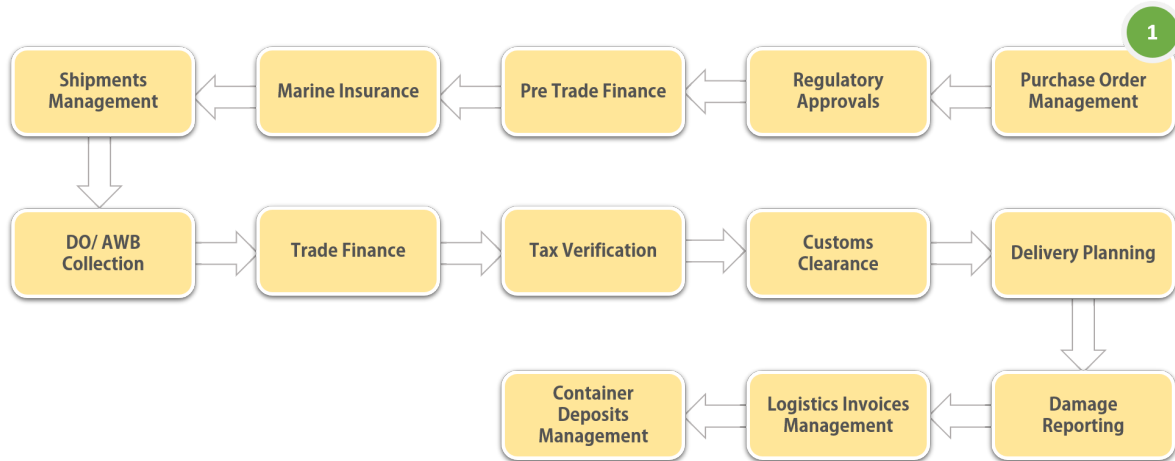 1
Purchase Order
Management
Regulatory
Approvals
Pre Trade Finance
Marine Insurance
Shipments
Management
DO/ AWB
Collection
Trade Finance
Tax Verification
Customs
Clearance
Delivery Planning
Damage
Reporting
Logistics Invoices
Management
Container
Deposits
Management